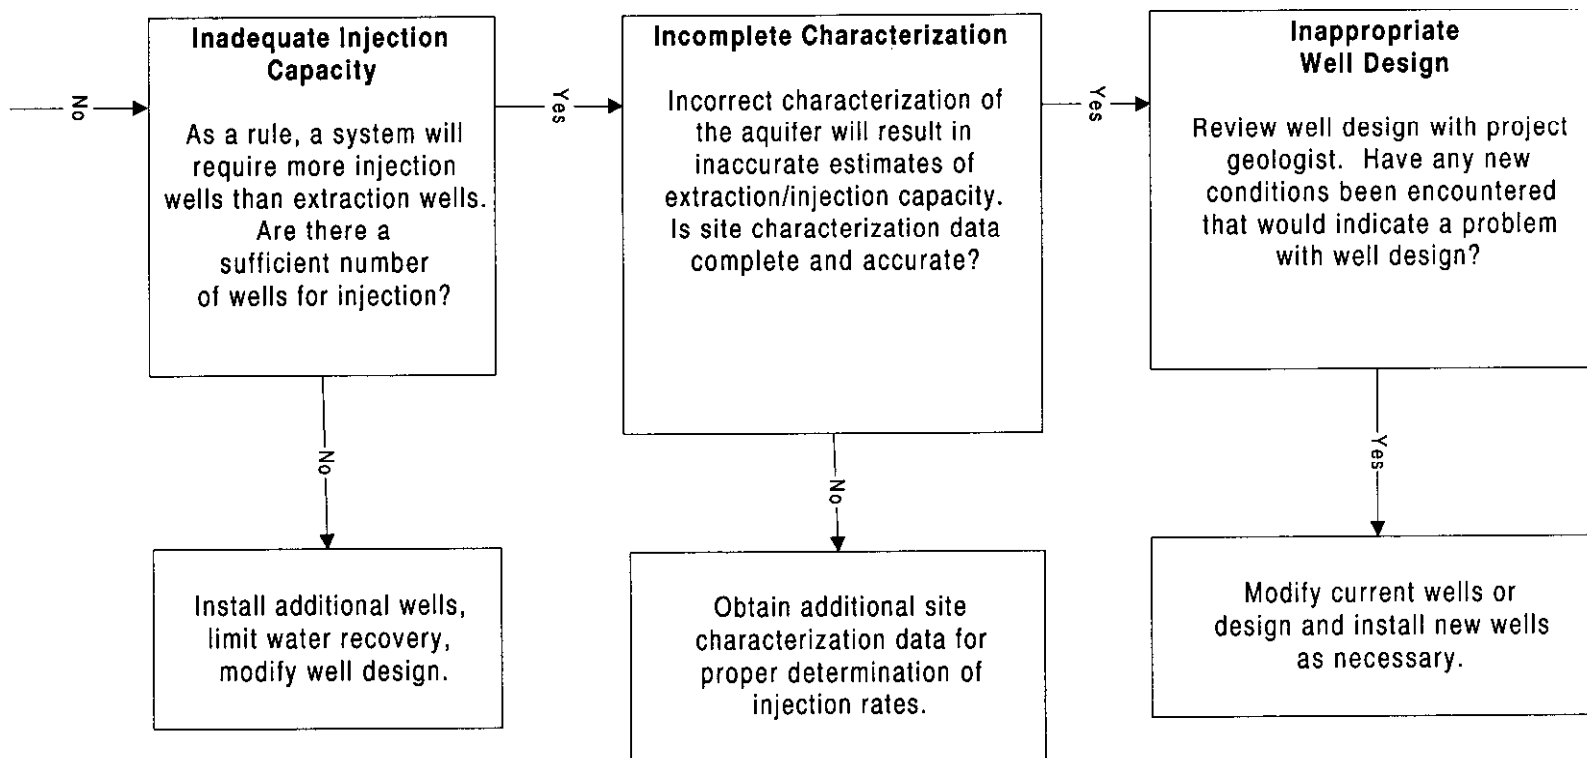 No
Inadequate Injection
Capacity
As a rule, a system will
require more injection
wells than extraction wells.
Are there a
sufficient number
of wells for injection?
Yes
Incomplete Characterization
Incorrect characterization of
the aquifer will result in
inaccurate estimates of
extraction/injection capacity.
Is site characterization data
complete and accurate?
Yes
Inappropriate
Well Design
Review well design with project
geologist. Have any new
conditions been encountered
that would indicate a problem
with well design?
No
No
Yes
Install additional wells,
limit water recovery,
modify well design.
Obtain additional site
characterization data for
proper determination of
injection rates.
Modify current wells or
design and install new wells
as necessary.